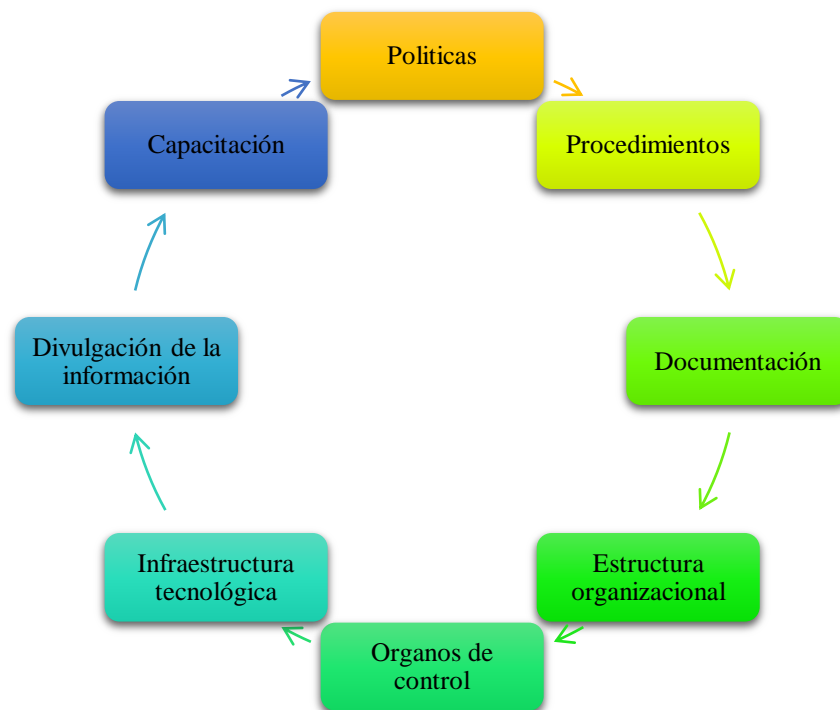 Politicas
Procedimientos
Documentación
Estructura
organizacional
Organos de
control
Infraestructura
tecnológica
Divulgación de la
información
Capacitación